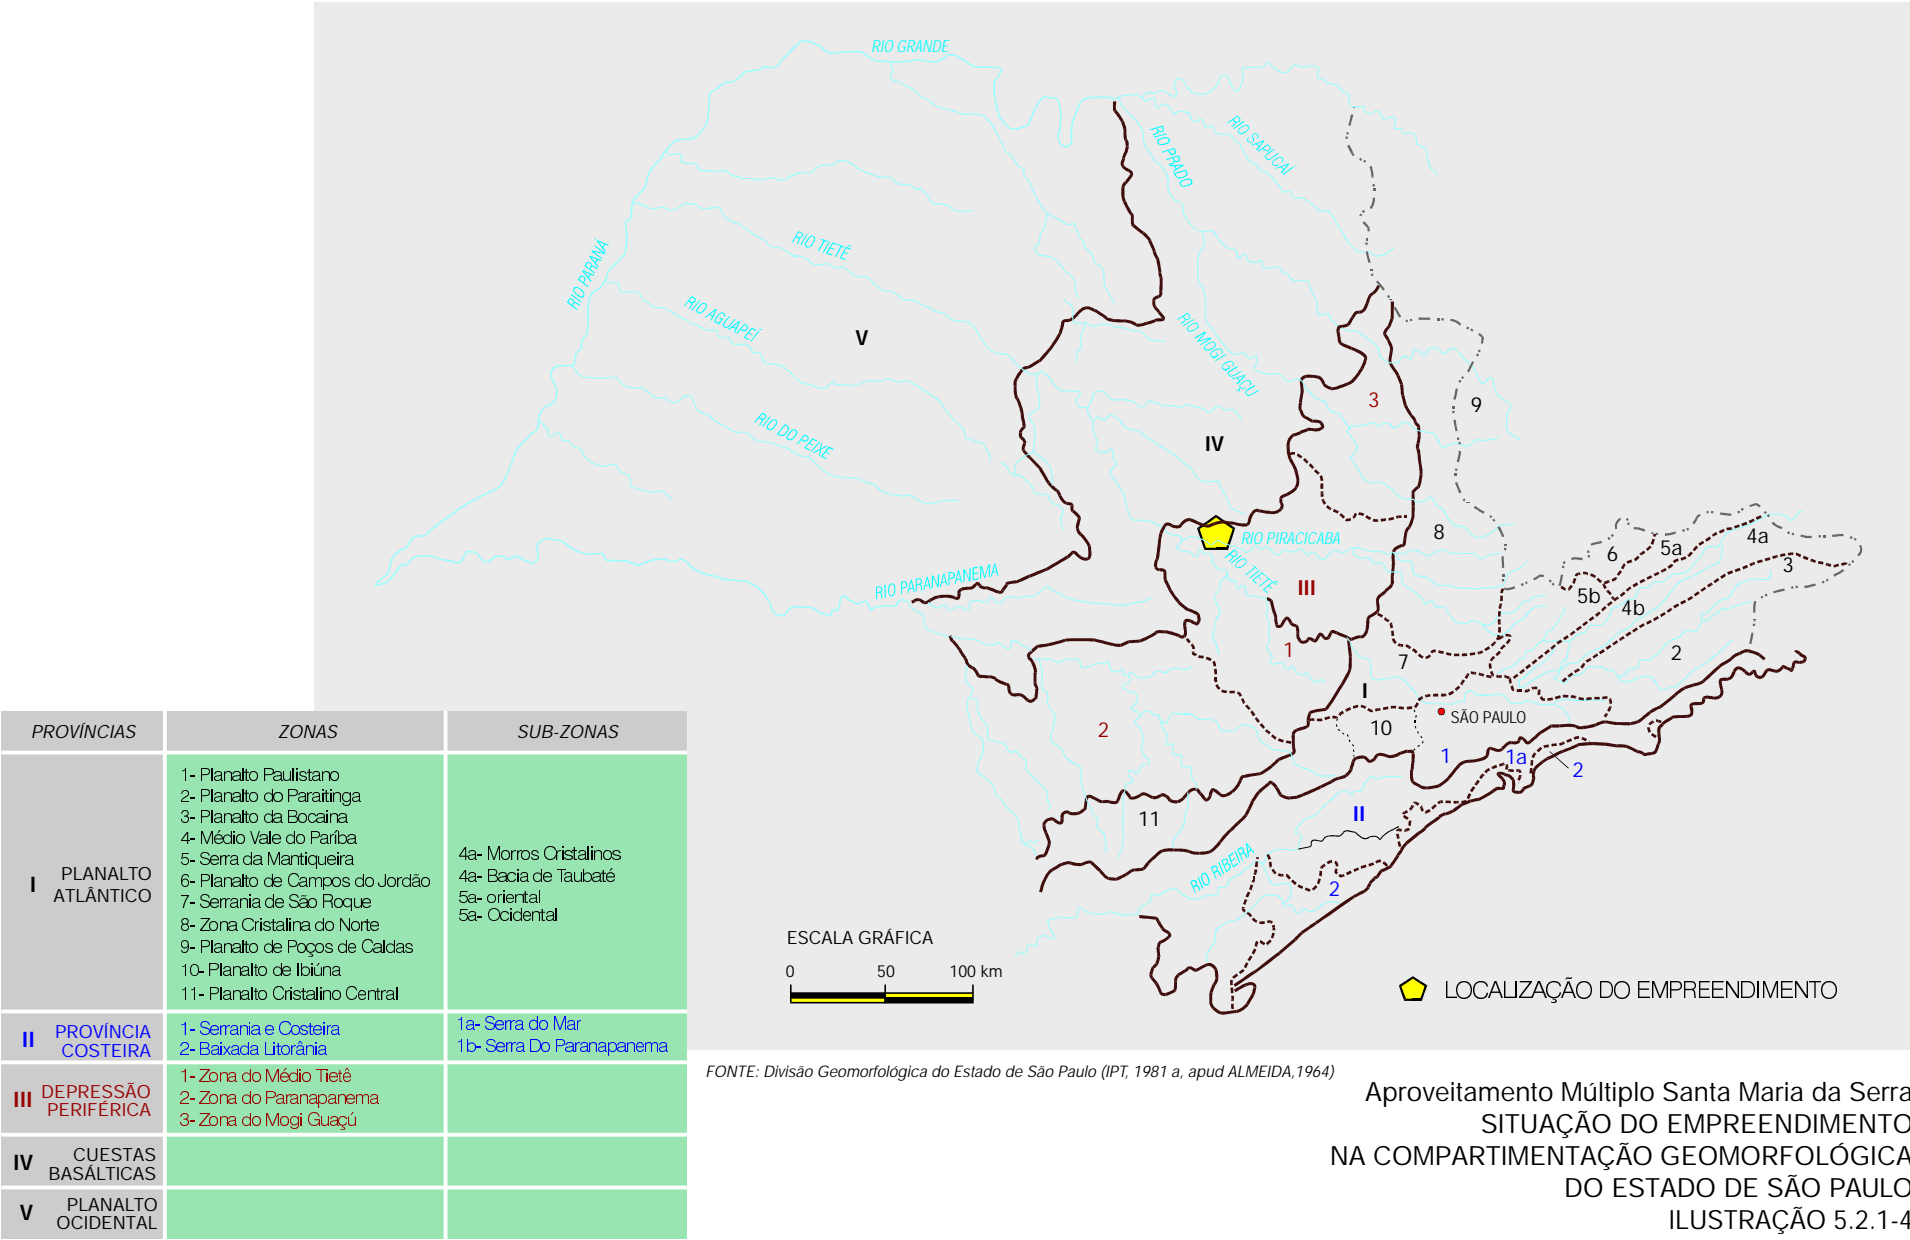 RIO GRANDE
RIO PRADO
RIO SAPUCAÍ
RIO PARANÁ
RIO TIETÊ
RIO AGUAPEÍ
V
RIO MOGI GUAÇU
3
9
RIO DO PEIXE
IV
RIO PIRACICABA
8
6
5a
4a
3
RIO PARANAPANEMA
RIO TIETÊ
III
5b
4b
1
7
2
I
2
10
SÃO PAULO
1
1a
2
11
II
RIO RIBEIRA
2
ESCALA GRÁFICA
0 50 100 km
LOCALIZAÇÃO DO EMPREENDIMENTO
PROVÍNCIAS ZONAS SUB-ZONAS
I PLANALTO
ATLÂNTICO
1- Planalto Paulistano
2- Planalto do Paraitinga
3- Planalto da Bocaina
4- Médio Vale do Paríba
5- Serra da Mantiqueira
6- Planalto de Campos do Jordão
7- Serrania de São Roque
8- Zona Cristalina do Norte
9- Planalto de Poços de Caldas
10- Planalto de Ibiúna
11- Planalto Cristalino Central
4a- Morros Cristalinos
4a- Bacia de Taubaté
5a- oriental
5a- Ocidental
II PROVÍNCIA
COSTEIRA
1- Serrania e Costeira
2- Baixada Litorânia
1a- Serra do Mar
1b- Serra Do Paranapanema
III DEPRESSÃO
PERIFÉRICA
1- Zona do Médio Tietê
2- Zona do Paranapanema
3- Zona do Mogi Guaçú
IV CUESTAS
BASÁLTICAS
V PLANALTO
OCIDENTAL
FONTE: Divisão Geomorfológica do Estado de São Paulo (IPT, 1981 a, apud ALMEIDA,1964)
Aproveitamento Múltiplo Santa Maria da Serra
SITUAÇÃO DO EMPREENDIMENTO
NA COMPARTIMENTAÇÃO GEOMORFOLÓGICA
DO ESTADO DE SÃO PAULO
ILUSTRAÇÃO 5.2.1-4